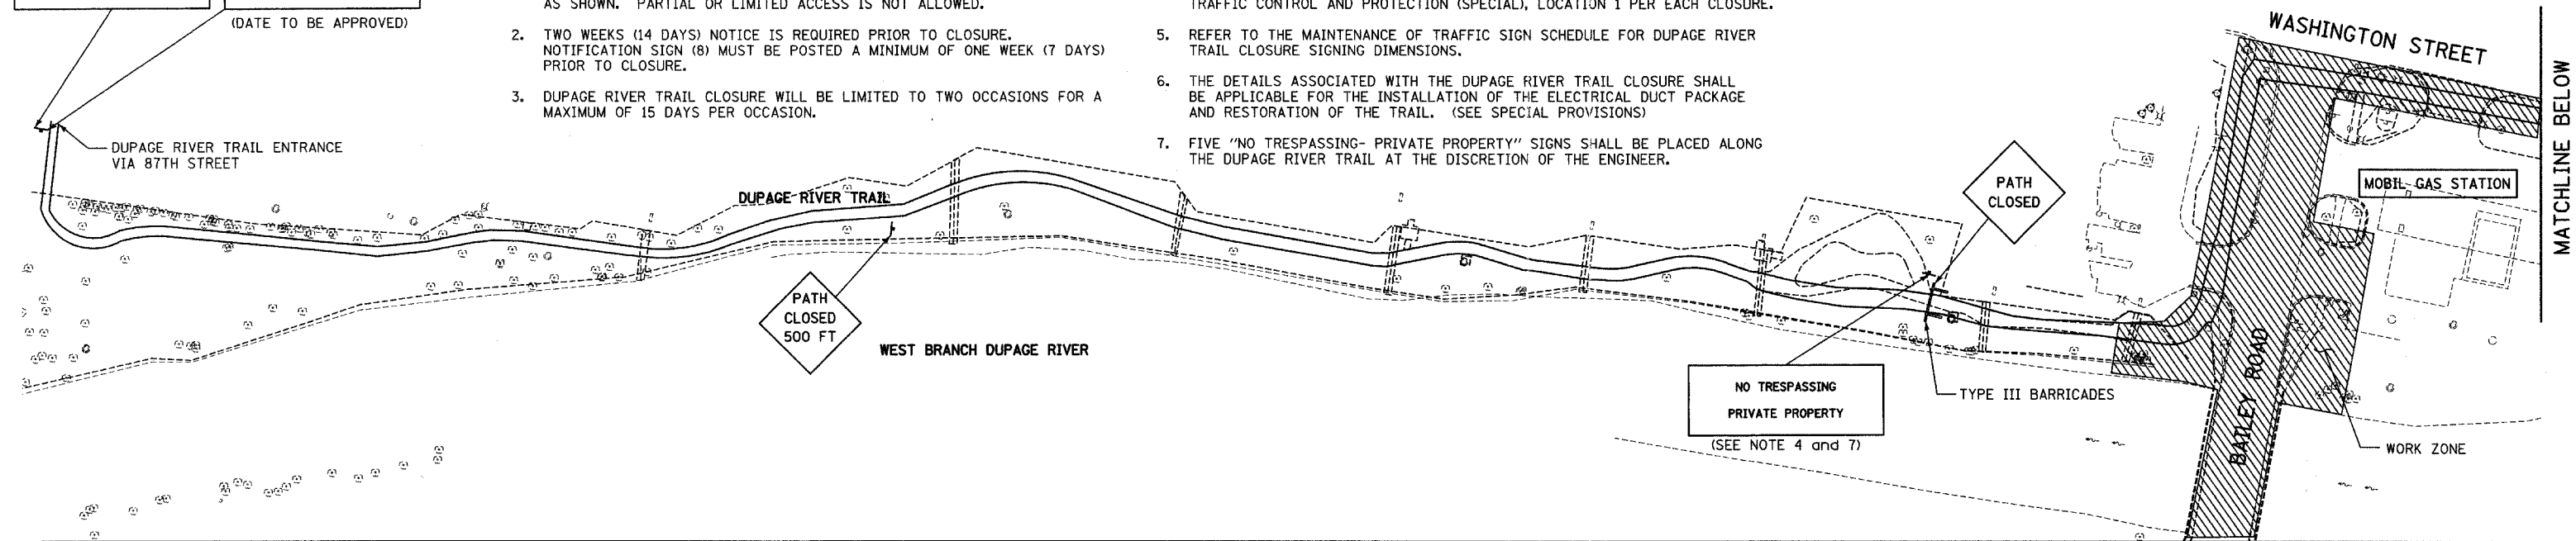 AS SHOWN. PARTIAL OR LIMITED ACCESS IS NOT ALLOWED.
(DATE TO BE APPROVED)
2. TWO WEEKS (14 DAYS) NOTICE IS REQUIRED PRIOR TO CLOSURE.
NOTIFICATION SIGN (8) MUST BE POSTED A MINIMUM OF ONE WEEK (7 DAYS)
PRIOR TO CLOSURE.
3. DUPAGE RIVER TRAIL CLOSURE WILL BE LIMITED TO TWO OCCASIONS FOR A
MAXIMUM OF 15 DAYS PER OCCASION.
TRAFFIC CONTROL AND PROTECTION (SPECIAL), LOCATION 1 PER EACH CLOSURE.
5. REFER TO THE MAINTENANCE OF TRAFFIC SIGN SCHEDULE FOR DUPAGE RIVER
TRAIL CLOSURE SIGNING DIMENSIONS.
6. THE DETAILS ASSOCIATED WITH THE DUPAGE RIVER TRAIL CLOSURE SHALL
BE APPLICABLE FOR THE INSTALLATION OF THE ELECTRICAL DUCT PACKAGE
AND RESTORATION OF THE TRAIL. (SEE SPECIAL PROVISIONS)
7. FIVE "NO TRESPASSING- PRIVATE PROPERTY" SIGNS SHALL BE PLACED ALONG
THE DUPAGE RIVER TRAIL AT THE DISCRETION OF THE ENGINEER.
WASHINGTON STREET
MATCHLINE BELOW
DUPAGE RIVER TRAIL ENTRANCE
VIA 87TH STREET
DUPAGE RIVER TRAIL
PATH
CLOSED
MOBIL GAS STATION
PATH
CLOSED
500 FT
WEST BRANCH DUPAGE RIVER
NO TRESPASSING
PRIVATE PROPERTY
(SEE NOTE 4 and 7)
TYPE III BARRICADES
BAILEY ROAD
WORK ZONE